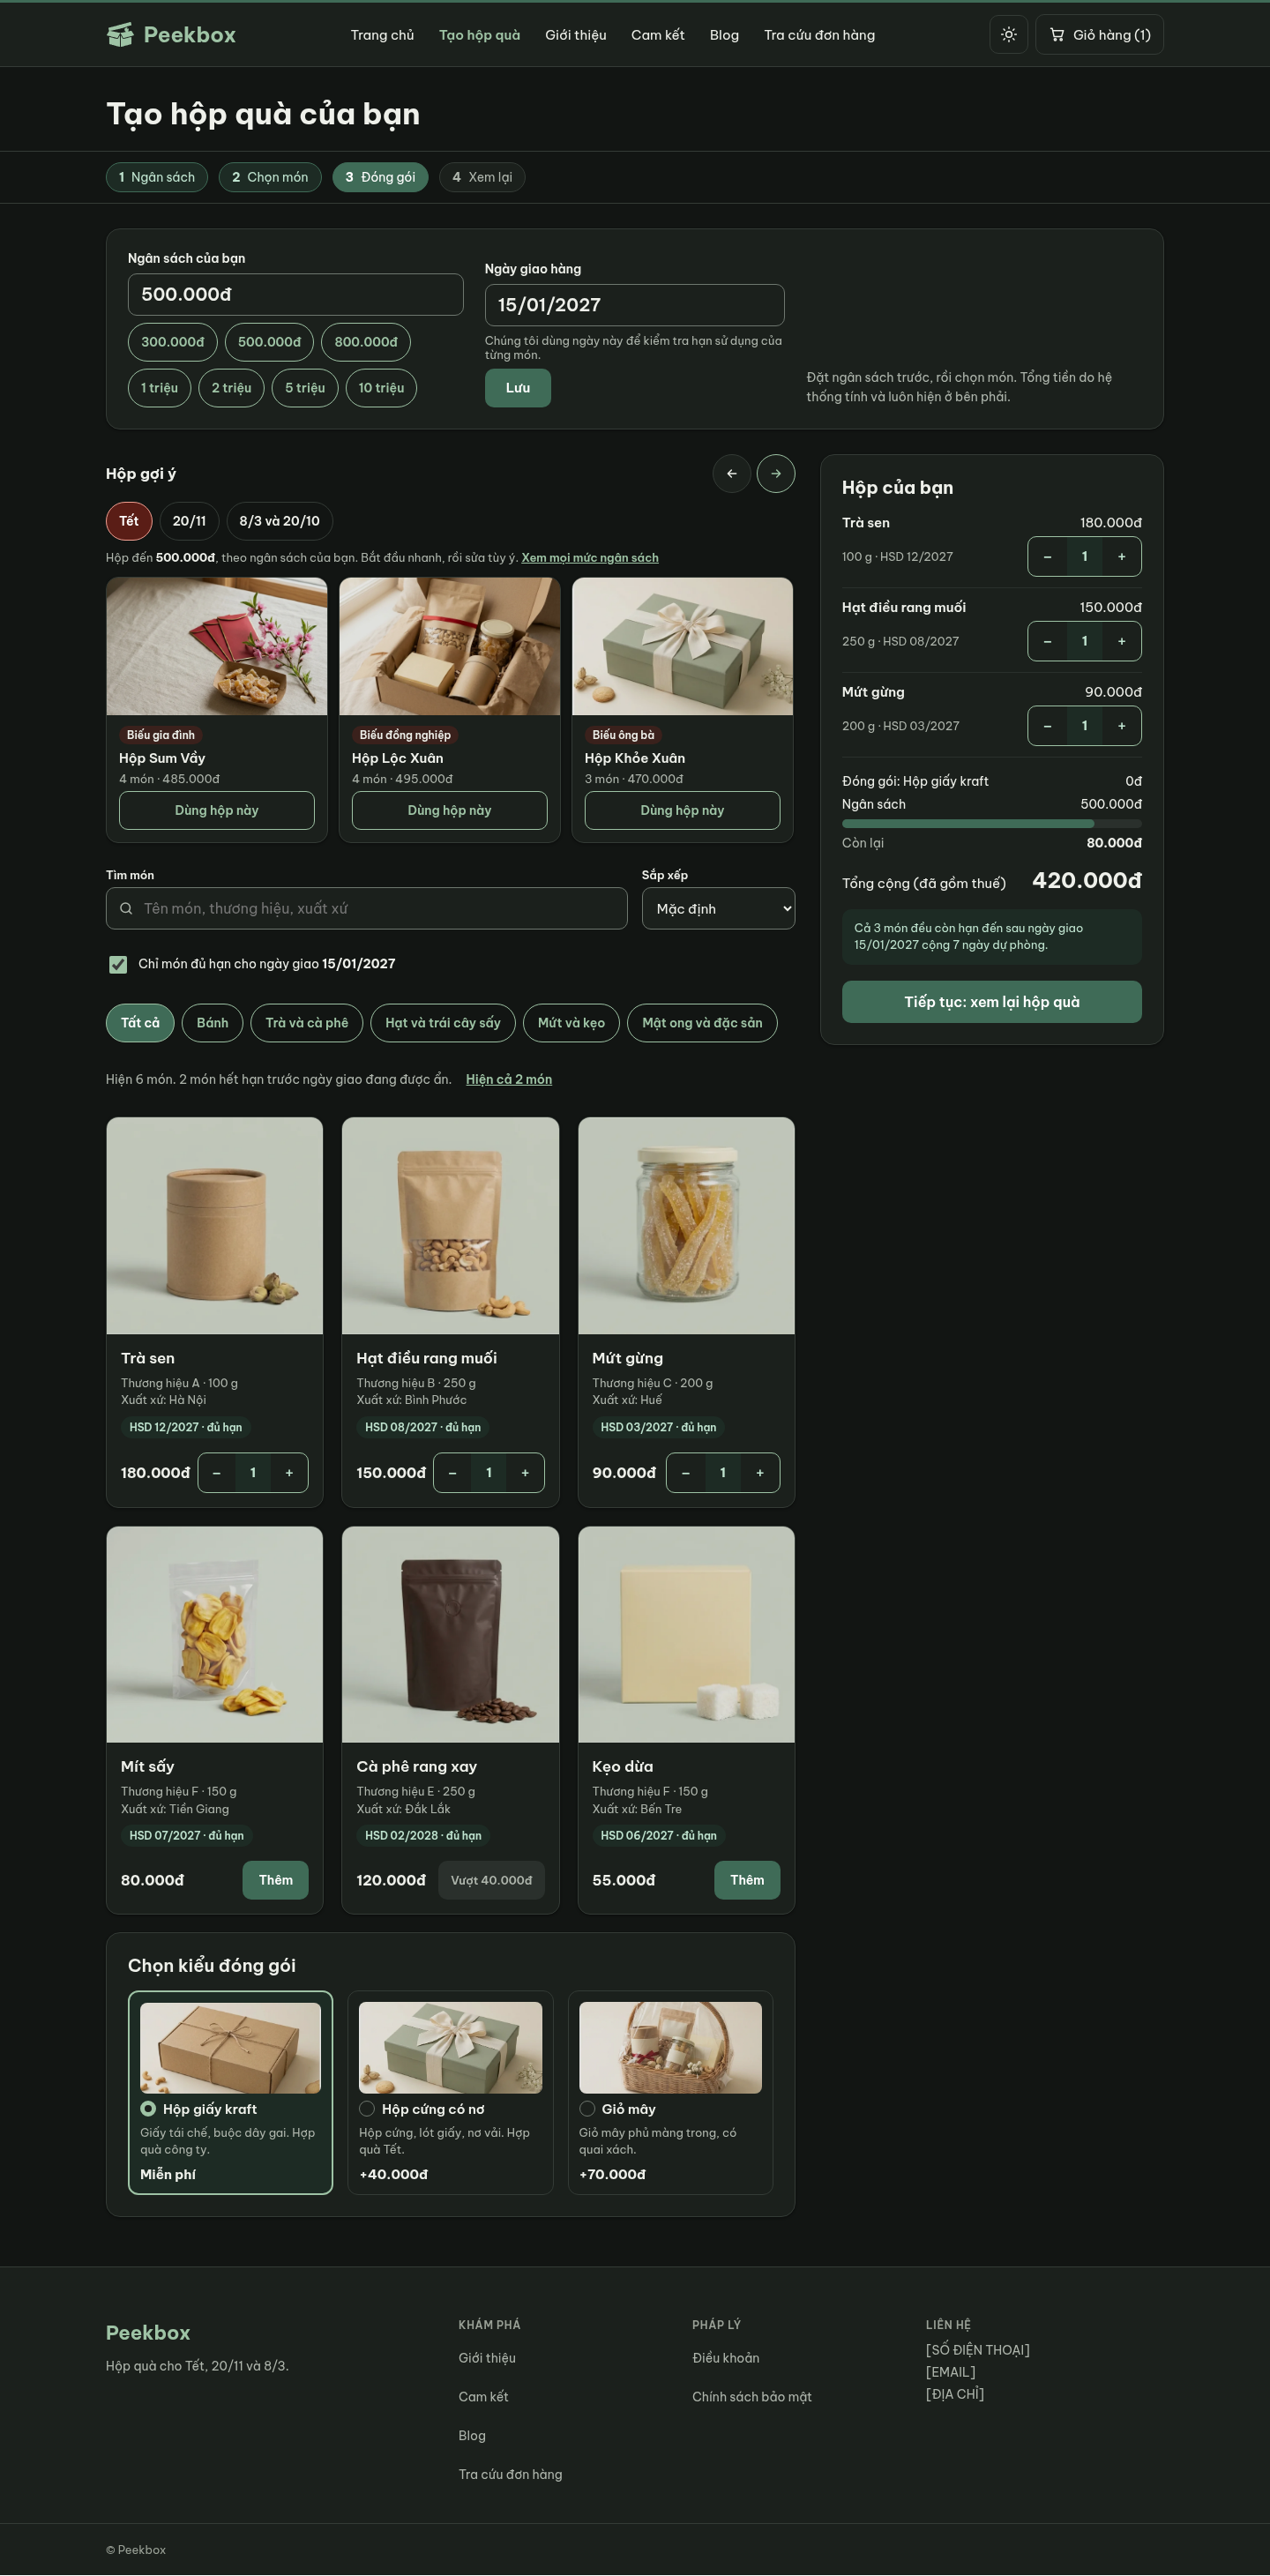 Peekbox
Trang chủ
Tạo hộp quà
Giới thiệu
Cam kết
Blog
Tra cứu đơn hàng
Giỏ hàng (1)
Tạo hộp quà của bạn
1 Ngân sách
2 Chọn món
3 Đóng gói
4 Xem lại
Ngân sách của bạn
500.000đ
300.000đ
500.000đ
800.000đ
1 triệu
2 triệu
5 triệu
10 triệu
Ngày giao hàng
15/01/2027
Chúng tôi dùng ngày này để kiểm tra hạn sử dụng của
từng món.
Lưu
Đặt ngân sách trước, rồi chọn món. Tổng tiền do hệ
thống tính và luôn hiện ở bên phải.
Hộp gợi ý
←
→
Tết
20/11
8/3 và 20/10
Hộp đến 500.000đ, theo ngân sách của bạn. Bắt đầu nhanh, rồi sửa tùy ý. Xem mọi mức ngân sách
Biếu gia đình
Hộp Sum Vầy
4 món · 485.000đ
Dùng hộp này
Biếu đồng nghiệp
Hộp Lộc Xuân
4 món · 495.000đ
Dùng hộp này
Biếu ông bà
Hộp Khỏe Xuân
3 món · 470.000đ
Dùng hộp này
Tìm món
Tên món, thương hiệu, xuất xứ
Sắp xếp
Mặc định
Chỉ món đủ hạn cho ngày giao 15/01/2027
Tất cả
Bánh
Trà và cà phê
Hạt và trái cây sấy
Mứt và kẹo
Mật ong và đặc sản
Hiện 6 món. 2 món hết hạn trước ngày giao đang được ẩn. Hiện cả 2 món
Trà sen
Thương hiệu A · 100 g
Xuất xứ: Hà Nội
HSD 12/2027 · đủ hạn
180.000đ
− 1 +
Hạt điều rang muối
Thương hiệu B · 250 g
Xuất xứ: Bình Phước
HSD 08/2027 · đủ hạn
150.000đ
− 1 +
Mứt gừng
Thương hiệu C · 200 g
Xuất xứ: Huế
HSD 03/2027 · đủ hạn
90.000đ
− 1 +
Mít sấy
Thương hiệu F · 150 g
Xuất xứ: Tiền Giang
HSD 07/2027 · đủ hạn
80.000đ
Thêm
Cà phê rang xay
Thương hiệu E · 250 g
Xuất xứ: Đắk Lắk
HSD 02/2028 · đủ hạn
120.000đ
Vượt 40.000đ
Kẹo dừa
Thương hiệu F · 150 g
Xuất xứ: Bến Tre
HSD 06/2027 · đủ hạn
55.000đ
Thêm
Chọn kiểu đóng gói
Hộp giấy kraft
Giấy tái chế, buộc dây gai. Hợp
quà công ty.
Miễn phí
Hộp cứng có nơ
Hộp cứng, lót giấy, nơ vải. Hợp
quà Tết.
+40.000đ
Giỏ mây
Giỏ mây phủ màng trong, có
quai xách.
+70.000đ
Hộp của bạn
Trà sen 180.000đ
100 g · HSD 12/2027 − 1 +
Hạt điều rang muối 150.000đ
250 g · HSD 08/2027 − 1 +
Mứt gừng 90.000đ
200 g · HSD 03/2027 − 1 +
Đóng gói: Hộp giấy kraft 0đ
Ngân sách 500.000đ
Còn lại 80.000đ
Tổng cộng (đã gồm thuế) 420.000đ
Cả 3 món đều còn hạn đến sau ngày giao
15/01/2027 cộng 7 ngày dự phòng.
Tiếp tục: xem lại hộp quà
Peekbox
Hộp quà cho Tết, 20/11 và 8/3.
KHÁM PHÁ
Giới thiệu
Cam kết
Blog
Tra cứu đơn hàng
PHÁP LÝ
Điều khoản
Chính sách bảo mật
LIÊN HỆ
[SỐ ĐIỆN THOẠI]
[EMAIL]
[ĐỊA CHỈ]
© Peekbox